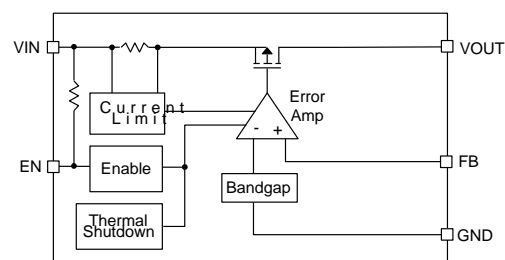 VIN
VOUT
Current
Limit
Error
Amp
- +
EN
Enable
FB
Bandgap
Thermal
Shutdown
GND